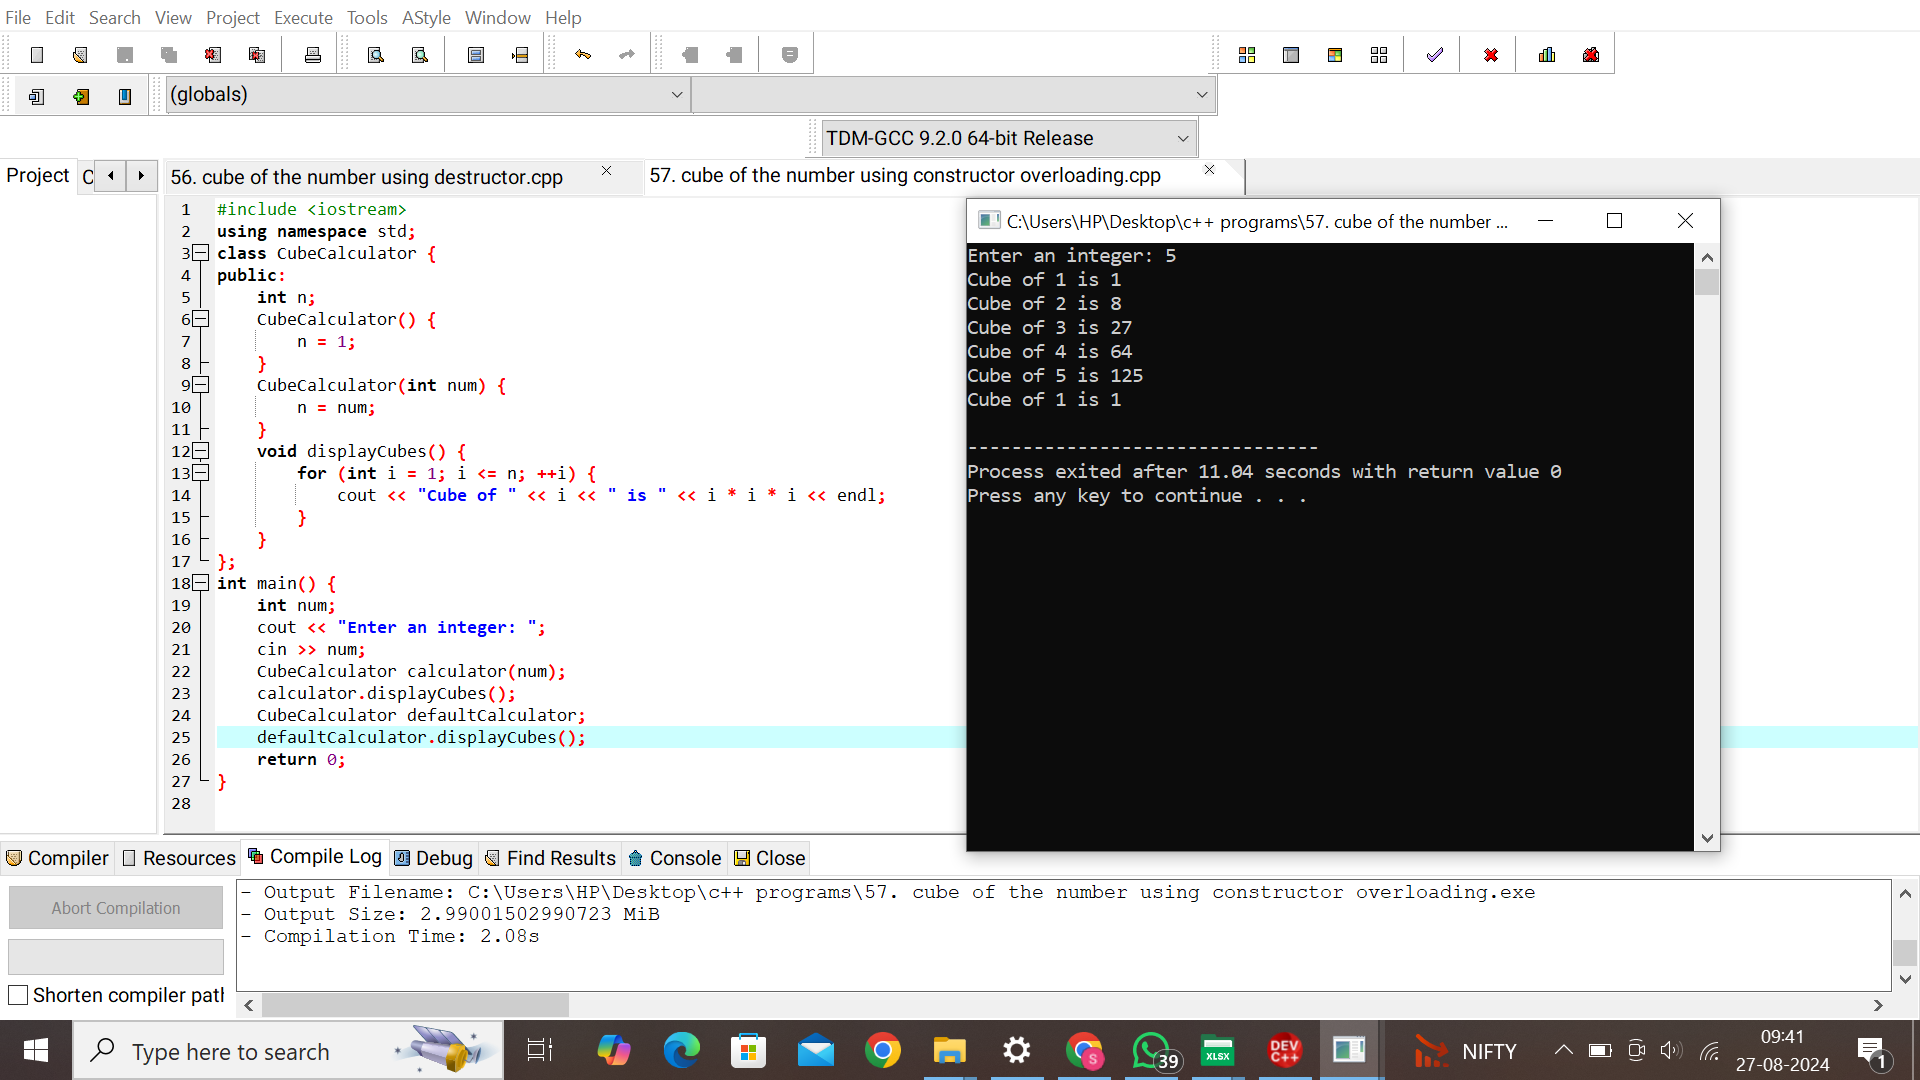 File Edit Search View Project Execute Tools AStyle Window Help
(globals)
TDM-GCC 9.2.0 64-bit Release
Project C
56. cube of the number using destructor.cpp
57. cube of the number using constructor overloading.cpp
1 #include <iostream>
2 using namespace std;
3 class CubeCalculator {
4 public:
5 int n;
6 CubeCalculator() {
7 n = 1;
8 }
9 CubeCalculator(int num) {
10 n = num;
11 }
12 void displayCubes() {
13 for (int i = 1; i <= n; ++i) {
14 cout << "Cube of " << i << " is " << i * i * i << endl;
15 }
16 }
17 };
18 int main() {
19 int num;
20 cout << "Enter an integer: ";
21 cin >> num;
22 CubeCalculator calculator(num);
23 calculator.displayCubes();
24 CubeCalculator defaultCalculator;
25 defaultCalculator.displayCubes();
26 return 0;
27 }
28
C:\Users\HP\Desktop\c++ programs\57. cube of the number ...
Enter an integer: 5
Cube of 1 is 1
Cube of 2 is 8
Cube of 3 is 27
Cube of 4 is 64
Cube of 5 is 125
Cube of 1 is 1
--------------------------------
Process exited after 11.04 seconds with return value 0
Press any key to continue . . .
Compiler Resources Compile Log Debug Find Results Console Close
Abort Compilation
Shorten compiler path
- Output Filename: C:\Users\HP\Desktop\c++ programs\57. cube of the number using constructor overloading.exe
- Output Size: 2.99001502990723 MiB
- Compilation Time: 2.08s
Type here to search
S
39
XLSX
DEV
C++
NIFTY
09:41
27-08-2024
1